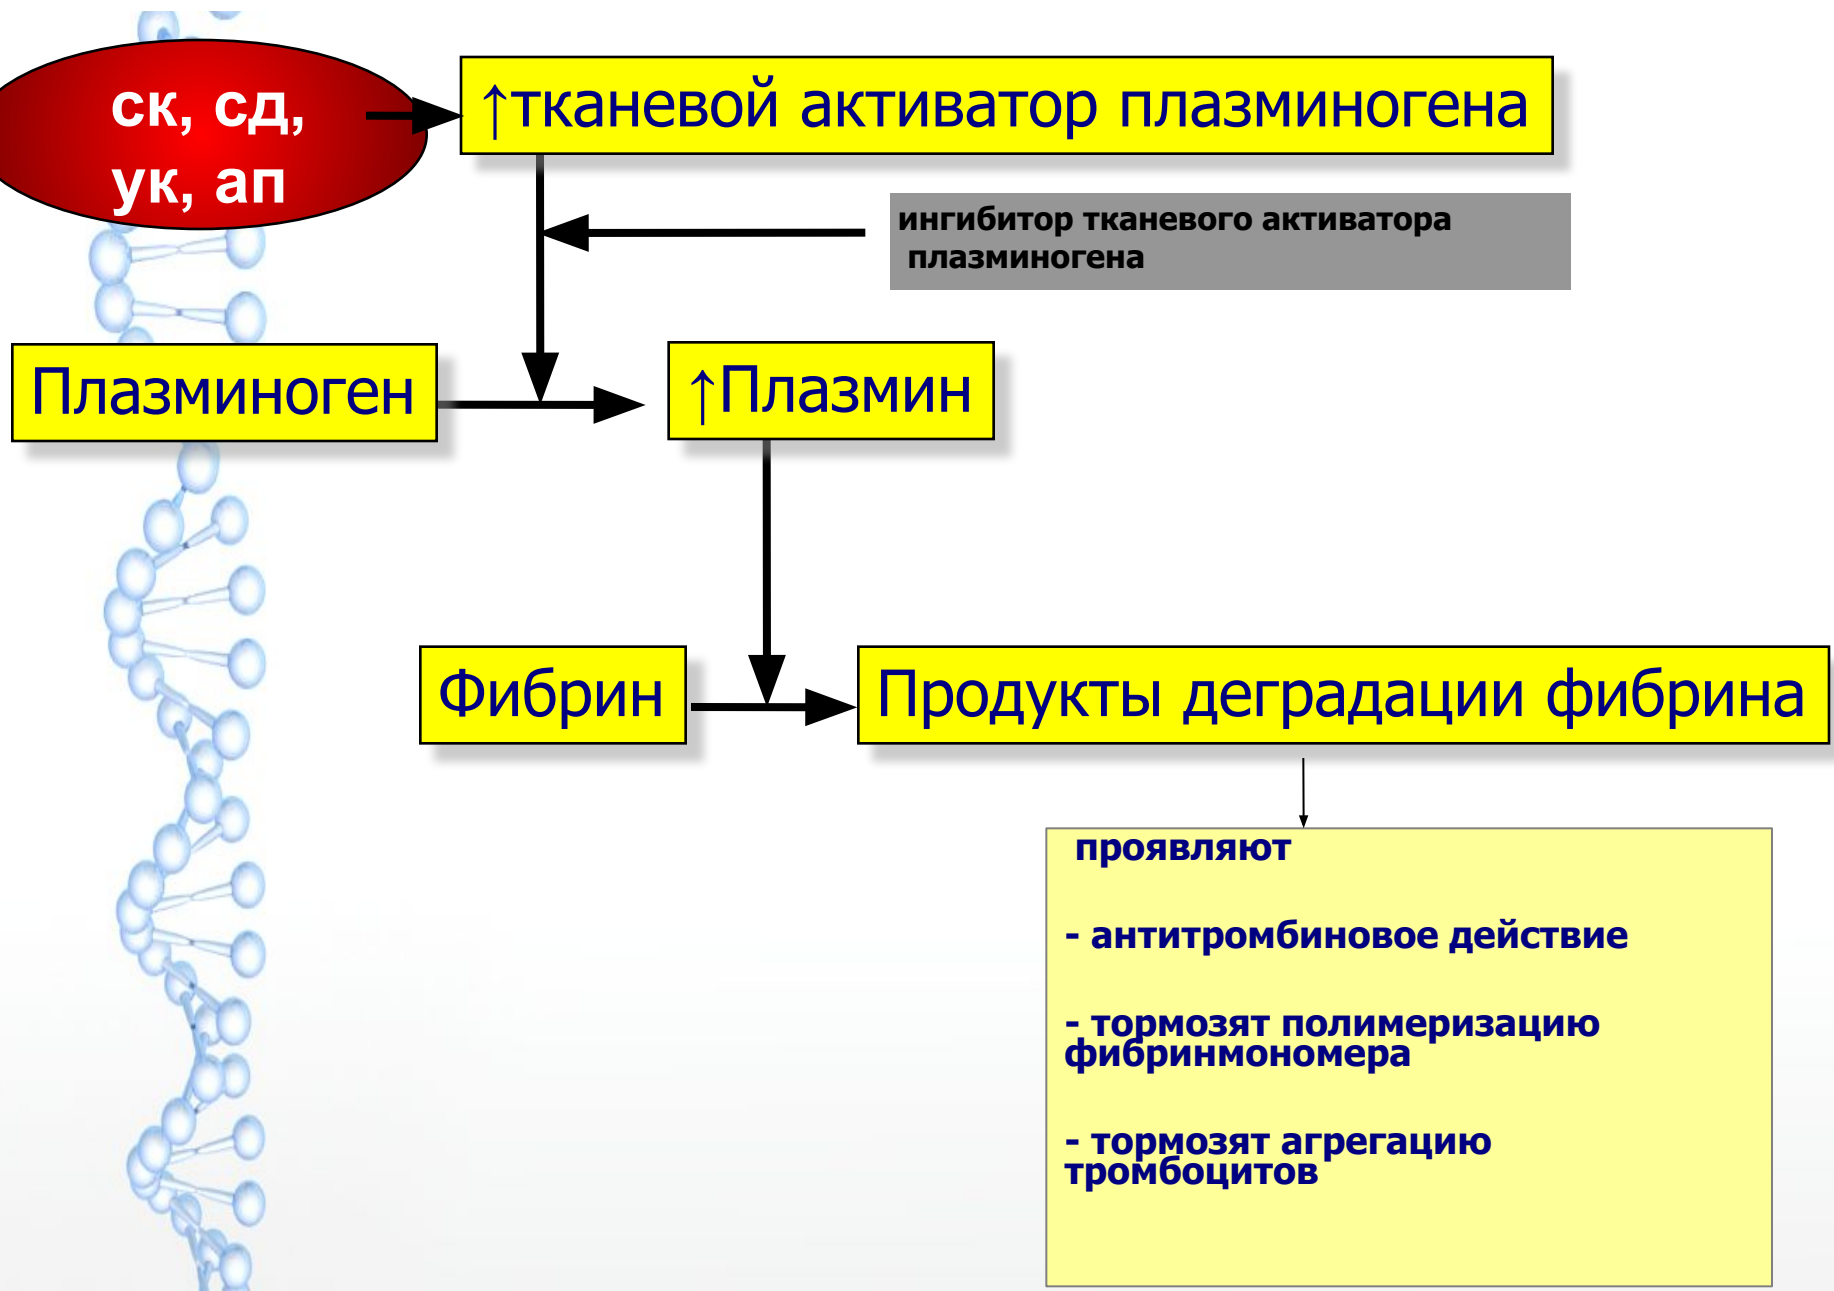 ск, сд,
ук, ап
↑тканевой активатор плазминогена
ингибитор тканевого активатора
плазминогена
Плазминоген
↑Плазмин
Фибрин
Продукты деградации фибрина
проявляют
- антитромбиновое действие
- тормозят полимеризацию
фибринмономера
- тормозят агрегацию
тромбоцитов